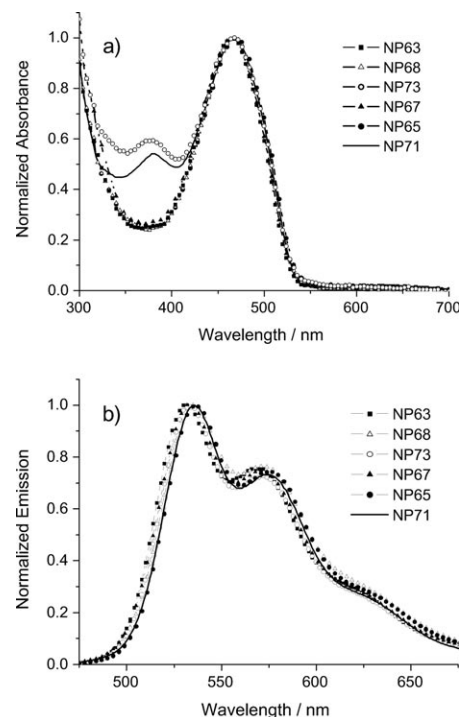 a)
NP63
NP68
NP73
NP67
NP65
NP71
1.0
0.8
0.6
0.4
0.2
0.0
Normalized Absorbance
300 400 500 600 700
Wavelength / nm
b)
NP63
NP68
NP73
NP67
NP65
NP71
1.0
0.8
0.6
0.4
0.2
0.0
Normalized Emission
500 550 600 650
Wavelength / nm